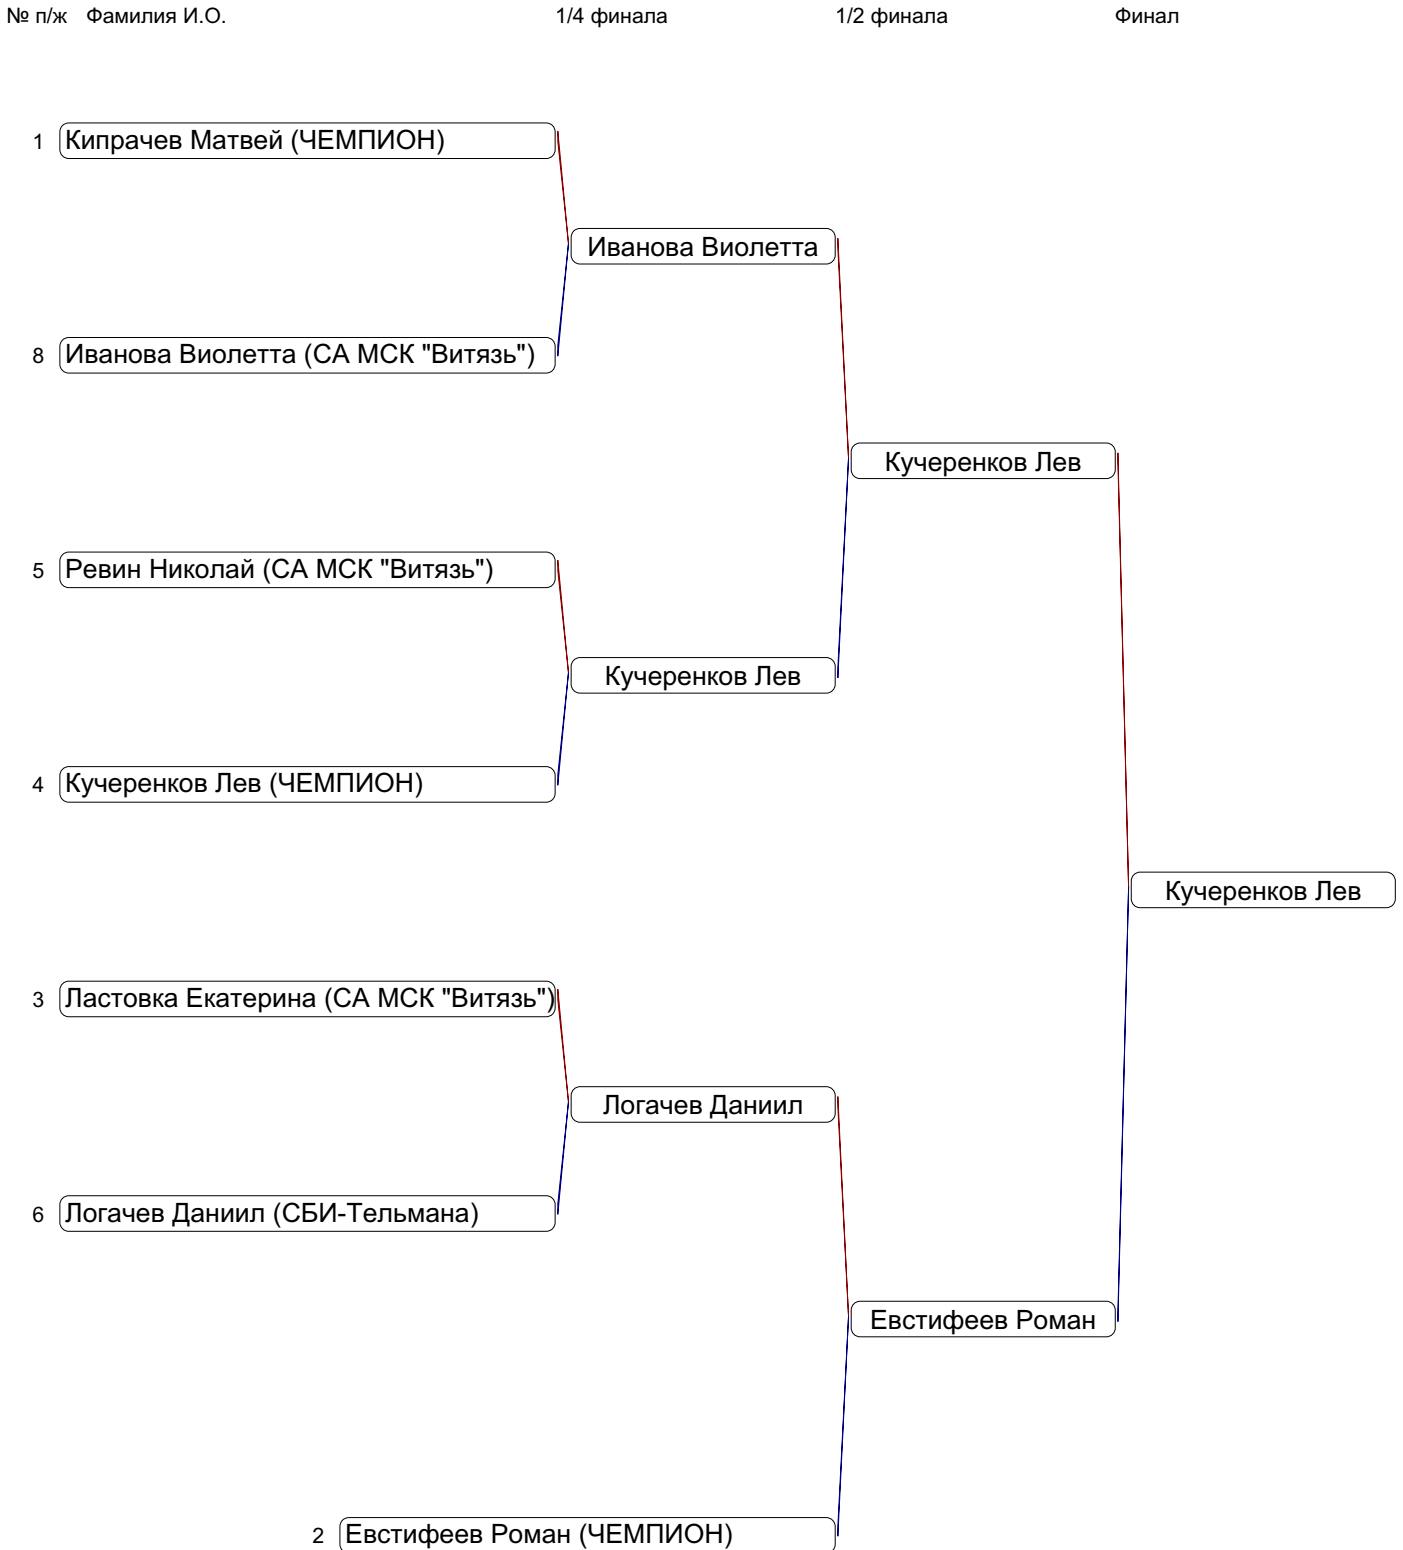 № п/ж Фамилия И.О. 1/4 финала 1/2 финала Финал
1 Кипрачев Матвей (ЧЕМПИОН)
Иванова Виолетта
8 Иванова Виолетта (СА МСК "Витязь")
Кучеренков Лев
5 Ревин Николай (СА МСК "Витязь")
Кучеренков Лев
4 Кучеренков Лев (ЧЕМПИОН)
Кучеренков Лев
3 Ластовка Екатерина (СА МСК "Витязь")
Логачев Даниил
6 Логачев Даниил (СБИ-Тельмана)
Евстифеев Роман
2 Евстифеев Роман (ЧЕМПИОН)